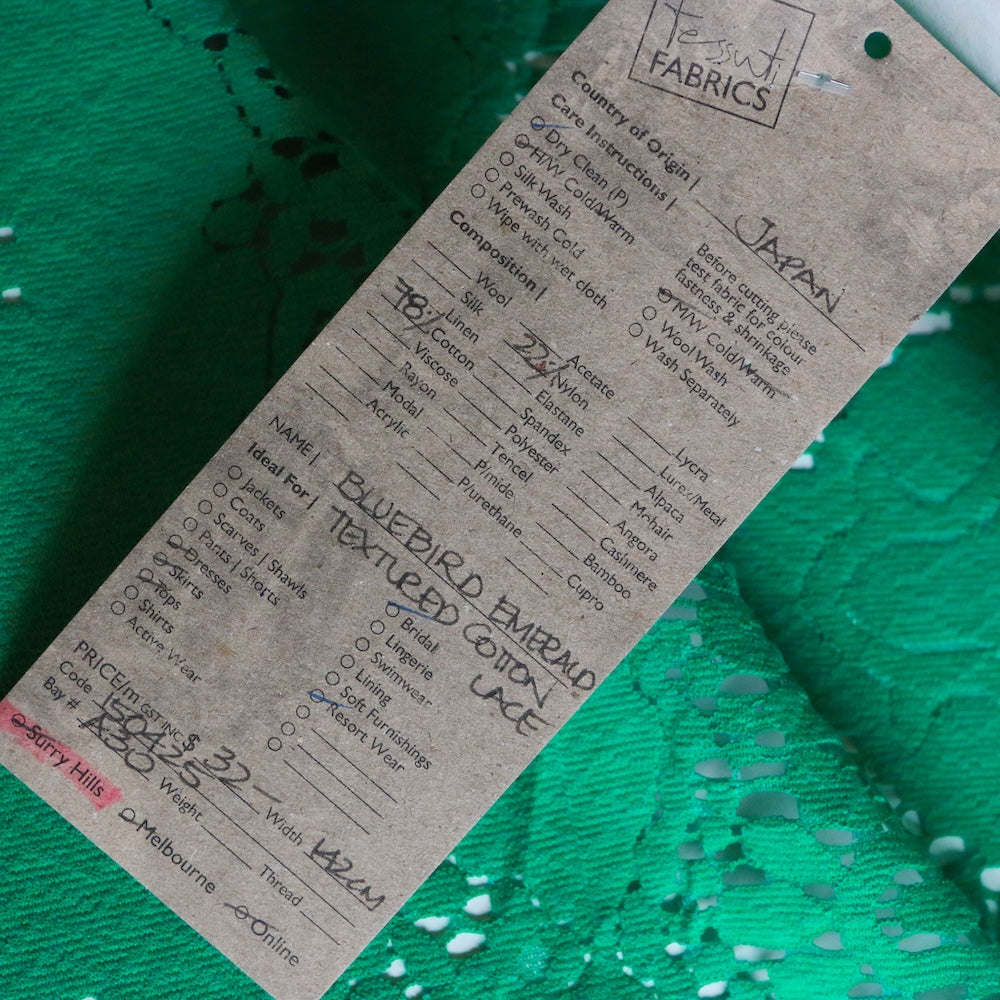 tessuti
FABRICS
Country of Origin | JAPAN
Care Instructions |
Dry Clean (P)
H/W Cold/Warm
Silk Wash
Prewash Cold
Wipe with wet cloth
Before cutting please
test fabric for colour
fastness & shrinkage
M/W Cold/Warm
Wool Wash
Wash Separately
Composition |
Wool
Silk
Linen
78% Cotton
Viscose
Rayon
Modal
Acrylic
Acetate
22% Nylon
Elastane
Spandex
Polyester
Tencel
P/mide
P/urethane
Lycra
Lurex/Metal
Alpaca
Mohair
Angora
Cashmere
Bamboo
Cupro
NAME | BLUEBIRD EMERALD
TEXTURED COTTON
LACE
Ideal For |
Jackets
Coats
Scarves | Shawls
Pants | Shorts
Dresses
Skirts
Tops
Shirts
Active Wear
Bridal
Lingerie
Swimwear
Lining
Soft Furnishings
Resort Wear
PRICE/m GST INC $ 32- Width 142CM
Code 150425 Weight Thread
Bay # A30
Surry Hills Melbourne Online